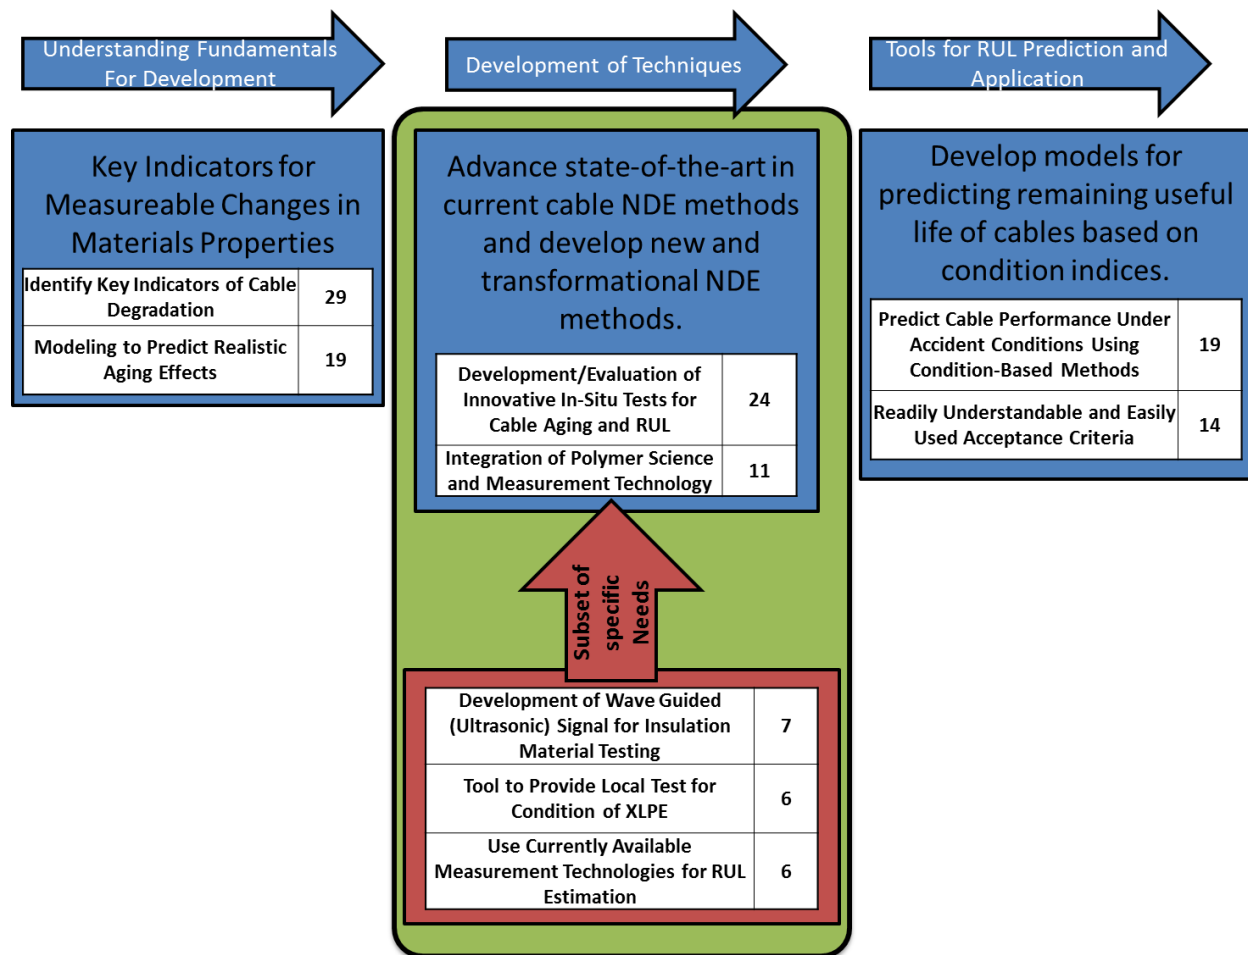 Understanding Fundamentals
For Development
Development of Techniques
Tools for RUL Prediction and
Application
Key Indicators for
Measureable Changes in
Materials Properties
Identify Key Indicators of Cable
Degradation
29
Modeling to Predict Realistic
Aging Effects
19
Advance state-of-the-art in
current cable NDE methods
and develop new and
transformational NDE
methods.
Development/Evaluation of
Innovative In-Situ Tests for
Cable Aging and RUL
24
Integration of Polymer Science
and Measurement Technology
11
Develop models for
predicting remaining useful
life of cables based on
condition indices.
Predict Cable Performance Under
Accident Conditions Using
Condition-Based Methods
19
Readily Understandable and Easily
Used Acceptance Criteria
14
Subset of
specific
Needs
Development of Wave Guided
(Ultrasonic) Signal for Insulation
Material Testing
7
Tool to Provide Local Test for
Condition of XLPE
6
Use Currently Available
Measurement Technologies for RUL
Estimation
6